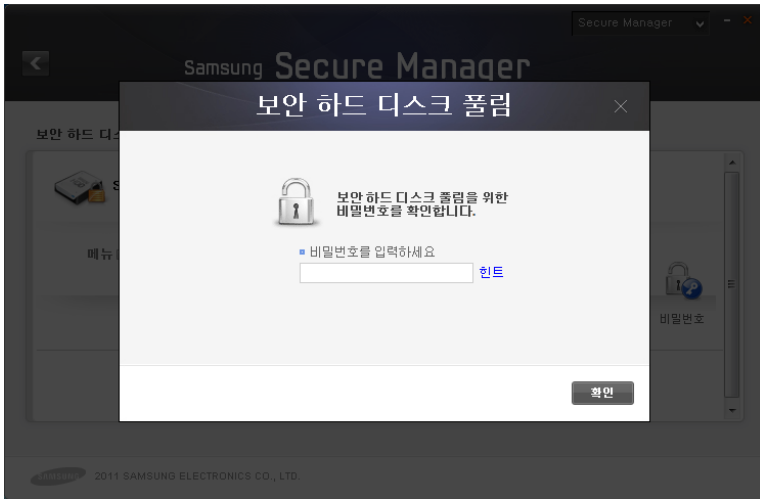 Secure Manager
Samsung Secure Manager
보안 하드 디스크 풀림
보안 하드 디스
S
보안 하드 디스크 풀림을 위한
비밀번호를 확인합니다.
메뉴
비밀번호를 입력하세요
힌트
비밀번호
확인
SAMSUNG 2011 SAMSUNG ELECTRONICS CO., LTD.